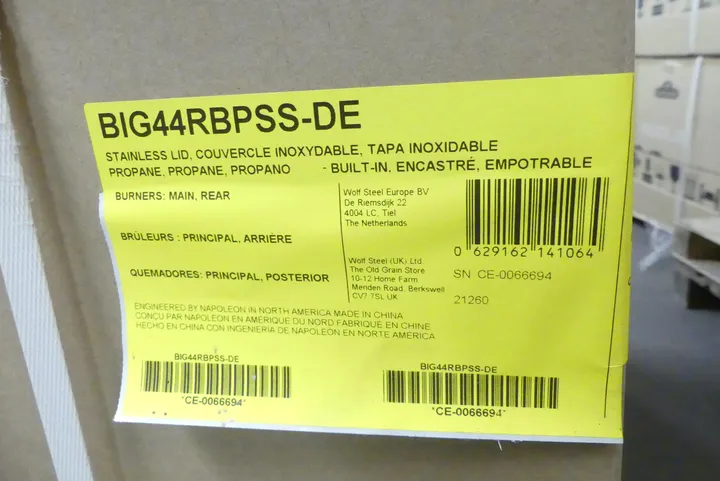 BIG44RBPSS-DE
STAINLESS LID, COUVERCLE INOXYDABLE, TAPA INOXIDABLE
PROPANE, PROPANE, PROPANO - BUILT-IN, ENCASTRÉ, EMPOTRABLE
BURNERS: MAIN, REAR
BRÛLEURS : PRINCIPAL, ARRIÈRE
QUEMADORES: PRINCIPAL, POSTERIOR
Wolf Steel Europe BV
De Riemsdijk 22
4004 LC, Tiel
The Netherlands
Wolf Steel (UK) Ltd.
The Old Grain Store
10-12 Home Farm
Menden Road, Berkswell
CV7 7SL UK
0 629162 141064
SN CE-0066694
21260
ENGINEERED BY NAPOLEON IN NORTH AMERICA MADE IN CHINA
CONÇU PAR NAPOLÉON EN AMÉRIQUE DU NORD FABRIQUÉ EN CHINE
HECHO EN CHINA CON INGENIERÍA DE NAPOLEÓN EN NORTE AMÉRICA
BIG44RBPSS-DE
*CE-0066694*
BIG44RBPSS-DE
*CE-0066694*